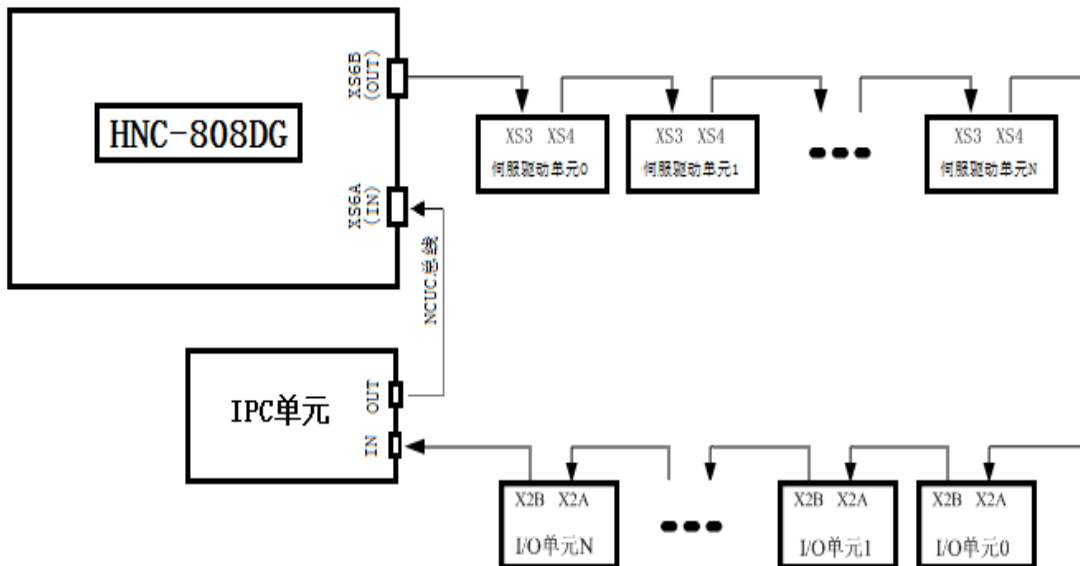 XS6B
(OUT)
HNC-808DG
XS6A
(IN)
XS3 XS4
伺服驱动单元0
XS3 XS4
伺服驱动单元1
XS3 XS4
伺服驱动单元N
NCUC总线
IPC单元
OUT
IN
X2B X2A
I/O单元N
X2B X2A
I/O单元1
X2B X2A
I/O单元0